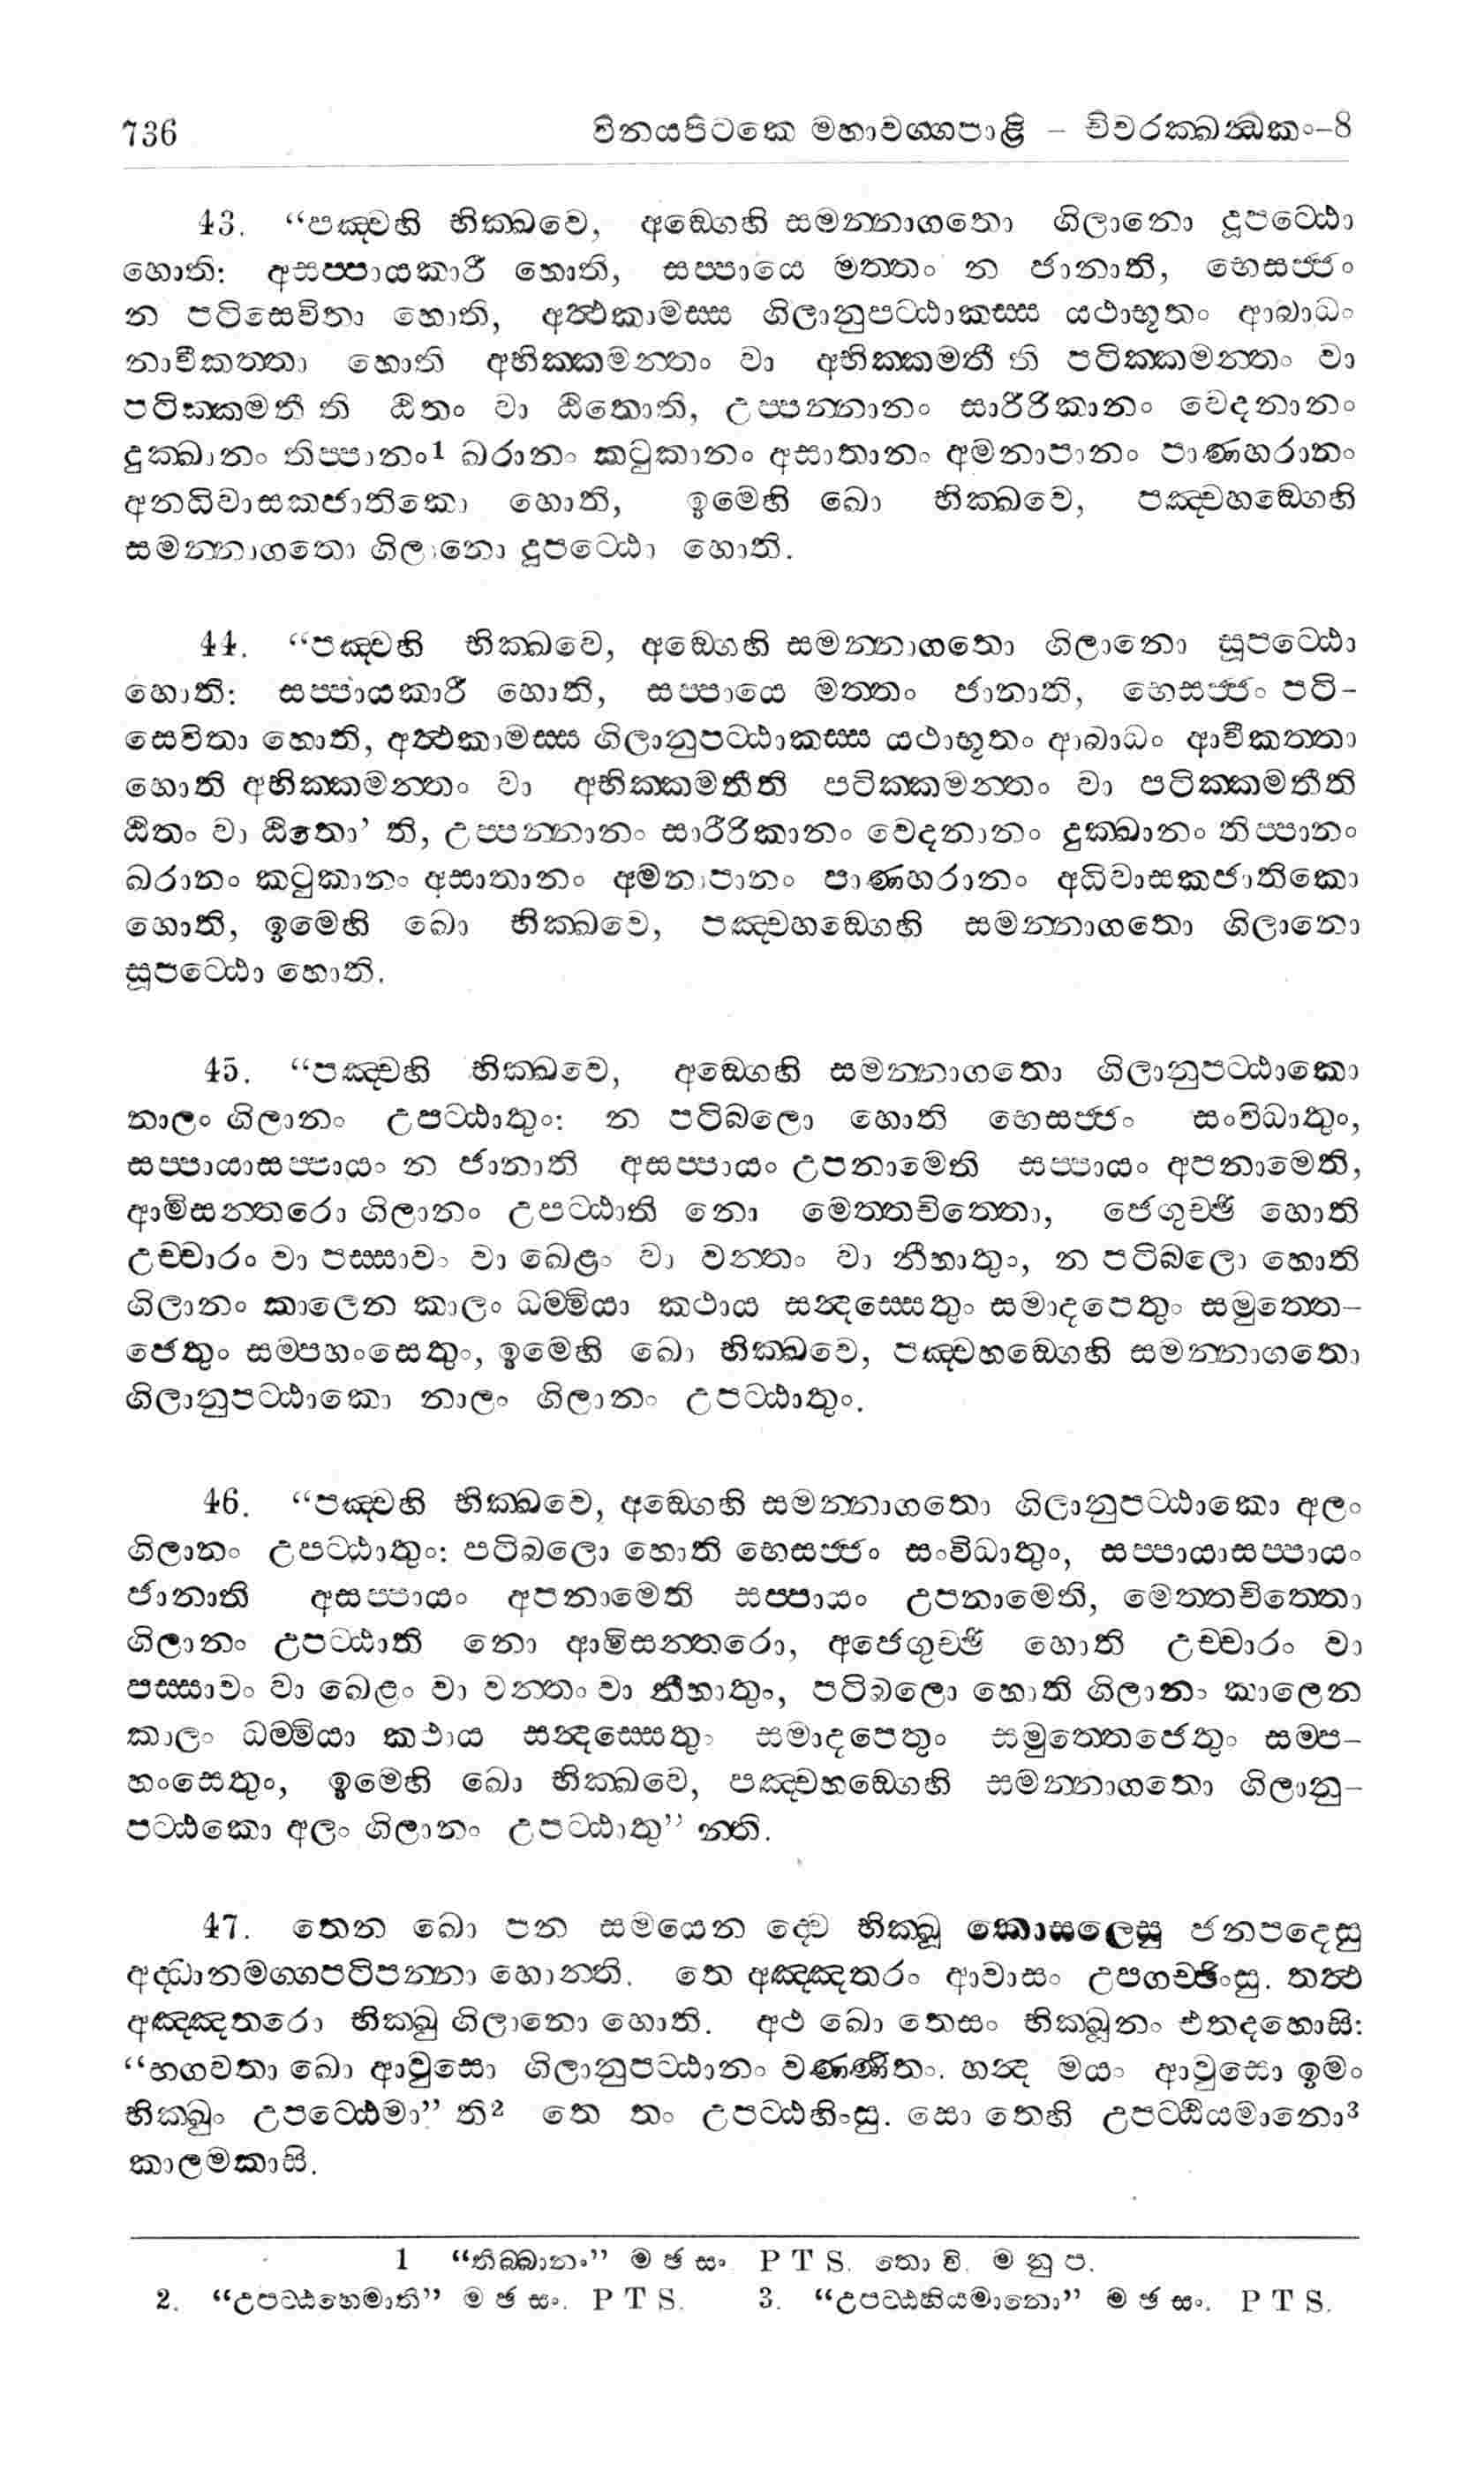 736 විනයපිටකෙ මහාවග්ගපාළි – චීවරක්ඛන්ධකං–8
43. “පඤ්චහි භික්ඛවෙ, අඞ්ගෙහි සමන්නාගතො ගිලානො දූපට්ඨො
හොති: අසප්පායකාරී හොති, සප්පායෙ මත්තං න ජානාති, භෙසජ්ජං
න පටිසෙවිතා හොති, අත්ථකාමස්ස ගිලානුපට්ඨාකස්ස යථාභූතං ආබාධං
නාවීකත්තා හොති අභික්කමන්තං වා අභික්කමතී ති පටික්කමන්තං වා
පටික්කමතී ති ඨිතං වා ඨිතොති, උප්පන්නානං සාරීරිකානං වෙදනානං
දුක්ඛානං තිප්පානං1 ඛරානං කටුකානං අසාතානං අමනාපානං පාණහරානං
අනධිවාසකජාතිකො හොති, ඉමෙහි ඛො භික්ඛවෙ, පඤ්චහඞ්ගෙහි
සමන්නාගතො ගිලානො දූපට්ඨො හොති.
44. “පඤ්චහි භික්ඛවෙ, අඞ්ගෙහි සමන්නාගතො ගිලානො සූපට්ඨො
හොති: සප්පායකාරී හොති, සප්පායෙ මත්තං ජානාති, භෙසජ්ජං පටි-
සෙවිතා හොති, අත්ථකාමස්ස ගිලානුපට්ඨාකස්ස යථාභූතං ආබාධං ආවීකත්තා
හොති අභික්කමන්තං වා අභික්කමතීති පටික්කමන්තං වා පටික්කමතීති
ඨිතං වා ඨිතො’ ති, උප්පන්නානං සාරීරිකානං වෙදනානං දුක්ඛානං තිප්පානං
ඛරානං කටුකානං අසාතානං අමනාපානං පාණහරානං අධිවාසකජාතිකො
හොති, ඉමෙහි ඛො භික්ඛවෙ, පඤ්චහඞ්ගෙහි සමන්නාගතො ගිලානො
සූපට්ඨො හොති.
45. “පඤ්චහි භික්ඛවෙ, අඞ්ගෙහි සමන්නාගතො ගිලානුපට්ඨාකො
නාලං ගිලානං උපට්ඨාතුං: න පටිබලො හොති භෙසජ්ජං සංවිධාතුං,
සප්පායාසප්පායං න ජානාති අසප්පායං උපනාමෙති සප්පායං අපනාමෙති,
ආමිසන්තරො ගිලානං උපට්ඨාති නො මෙත්තචිත්තො, ජෙගුච්ඡී හොති
උච්චාරං වා පස්සාවං වා ඛෙළං වා වන්තං වා නීහාතුං, න පටිබලො හොති
ගිලානං කාලෙන කාලං ධම්මියා කථාය සන්දස්සෙතුං සමාදපෙතුං සමුත්තෙ-
ජෙතුං සම්පහංසෙතුං, ඉමෙහි ඛො භික්ඛවෙ, පඤ්චහඞ්ගෙහි සමන්නාගතො
ගිලානුපට්ඨාකො නාලං ගිලානං උපට්ඨාතුං.
46. “පඤ්චහි භික්ඛවෙ, අඞ්ගෙහි සමන්නාගතො ගිලානුපට්ඨාකො අලං
ගිලානං උපට්ඨාතුං: පටිබලො හොති භෙසජ්ජං සංවිධාතුං, සප්පායාසප්පායං
ජානාති අසප්පායං අපනාමෙති සප්පායං උපනාමෙති, මෙත්තචිත්තො
ගිලානං උපට්ඨාති නො ආමිසන්තරො, අජෙගුච්ඡී හොති උච්චාරං වා
පස්සාවං වා ඛෙළං වා වන්තං වා නීහාතුං, පටිබලො හොති ගිලානං කාලෙන
කාලං ධම්මියා කථාය සන්දස්සෙතුං සමාදපෙතුං සමුත්තෙජෙතුං සම්ප-
හංසෙතුං, ඉමෙහි ඛො භික්ඛවෙ, පඤ්චහඞ්ගෙහි සමන්නාගතො ගිලානු-
පට්ඨකො අලං ගිලානං උපට්ඨාතු” න්ති.
47. තෙන ඛො පන සමයෙන ද්වෙ භික්ඛූ කොසලෙසු ජනපදෙසු
අද්ධානමග්ගපටිපන්නා හොන්ති. තෙ අඤ්ඤතරං ආවාසං උපගච්ඡිංසු. තත්ථ
අඤ්ඤතරො භික්ඛු ගිලානො හොති. අථ ඛො තෙසං භික්ඛූනං එතදහොසි:
“භගවතා ඛො ආවුසො ගිලානුපට්ඨානං වණ්ණිතං. හන්ද මයං ආවුසො ඉමං
භික්ඛුං උපට්ඨෙමා” ති2 තෙ තං උපට්ඨහිංසු. සො තෙහි උපට්ඨියමානො3
කාලමකාසි.
1 “තිබ්බානං” ම ඡ සං P T S. තො වි. ම නු ප.
2. “උපට්ඨහෙමාති” ම ඡ සං. P T S. 3. “උපට්ඨහියමානො” ම ඡ සං. P T S.